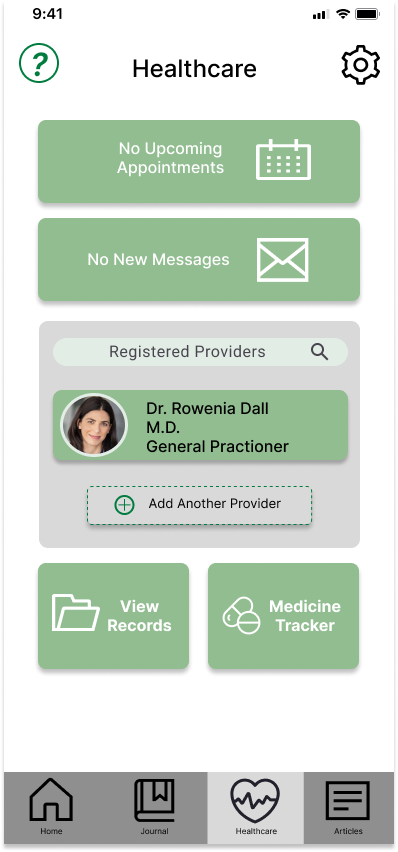 9:41
?
Healthcare
No Upcoming
Appointments
No New Messages
Registered Providers
Dr. Rowenia Dall
M.D.
General Practioner
Add Another Provider
View
Records
Medicine
Tracker
Home
Journal
Healthcare
Articles